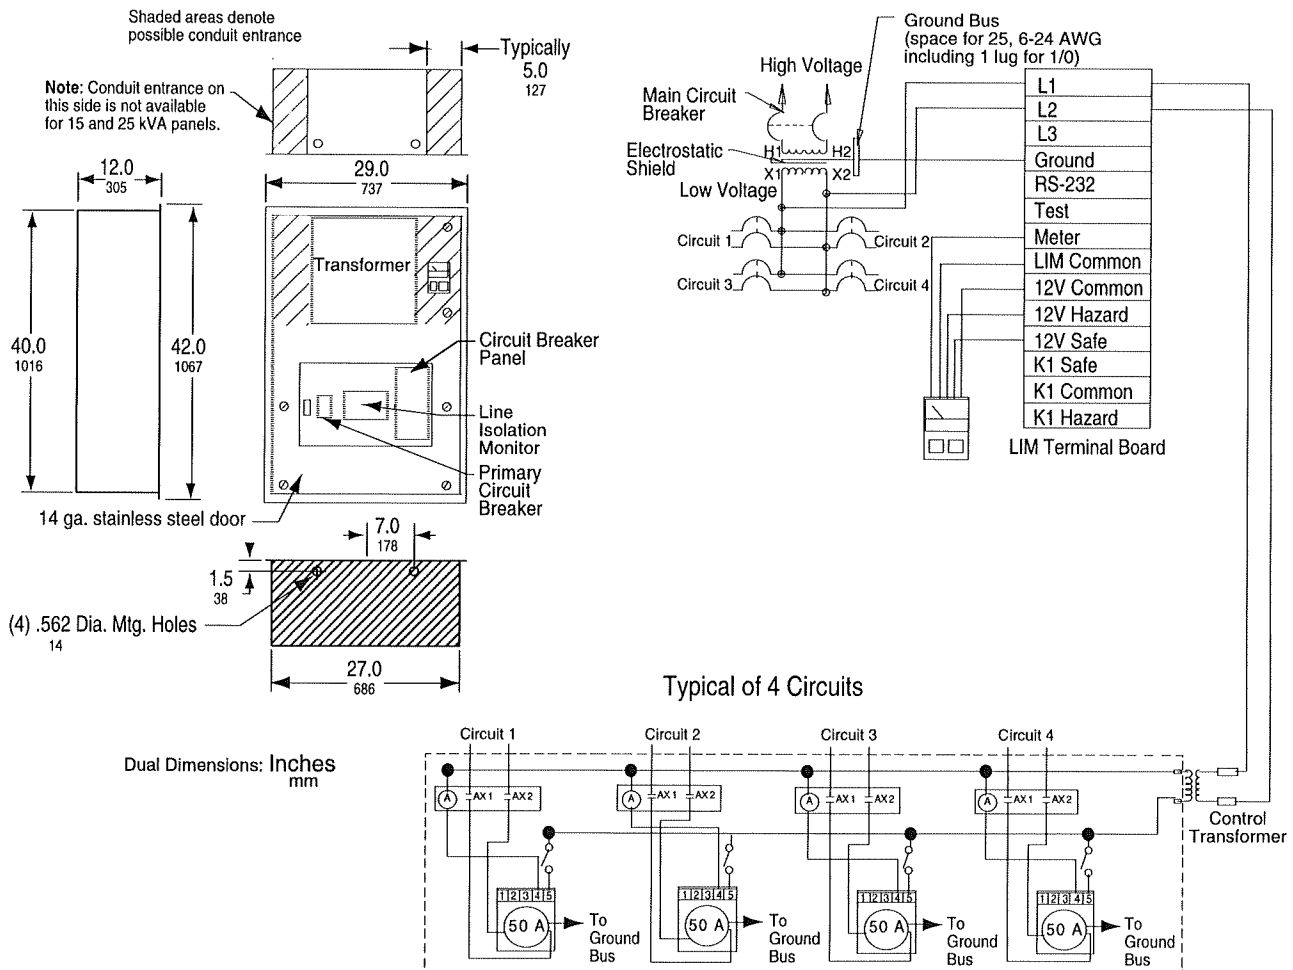 Shaded areas denote
possible conduit entrance
Note: Conduit entrance on
this side is not available
for 15 and 25 kVA panels.
Typically
5.0
127
12.0
305
29.0
737
40.0
1016
42.0
1067
Transformer
Circuit Breaker
Panel
Line
Isolation
Monitor
Primary
Circuit
Breaker
14 ga. stainless steel door
7.0
178
1.5
38
(4) .562 Dia. Mtg. Holes
14
27.0
686
Dual Dimensions: Inches
mm
Ground Bus
(space for 25, 6-24 AWG
including 1 lug for 1/0)
High Voltage
Main Circuit
Breaker
Electrostatic
Shield
H1 H2
X1 X2
Low Voltage
Circuit 1
Circuit 2
Circuit 3
Circuit 4
L1
L2
L3
Ground
RS-232
Test
Meter
LIM Common
12V Common
12V Hazard
12V Safe
K1 Safe
K1 Common
K1 Hazard
LIM Terminal Board
Typical of 4 Circuits
Circuit 1
Circuit 2
Circuit 3
Circuit 4
A AX1 AX2
A AX1 AX2
A AX1 AX2
A AX1 AX2
Control
Transformer
1 2 3 4 5
1 2 3 4 5
1 2 3 4 5
1 2 3 4 5
50 A
To
Ground
Bus
50 A
To
Ground
Bus
50 A
To
Ground
Bus
50 A
To
Ground
Bus